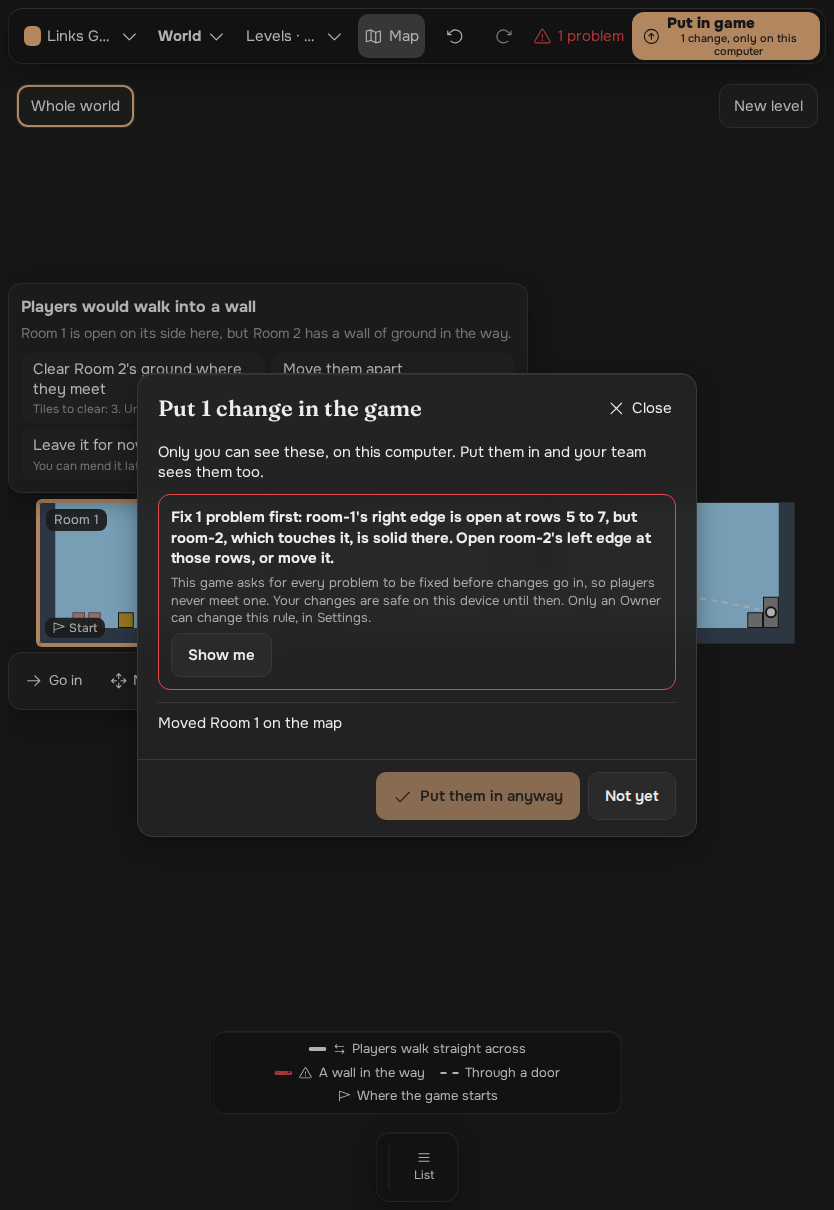 Links G...
World
Levels · ...
Map
1 problem
Put in game
1 change, only on this
computer
Whole world
New level
Players would walk into a wall
Room 1 is open on its side here, but Room 2 has a wall of ground in the way.
Clear Room 2's ground where
they meet
Tiles to clear: 3.
Move them apart
Leave it for
You can mend it
Put 1 change in the game
Close
Only you can see these, on this computer. Put them in and your team
sees them too.
Fix 1 problem first: room-1's right edge is open at rows 5 to 7, but
room-2, which touches it, is solid there. Open room-2's left edge at
those rows, or move it.
This game asks for every problem to be fixed before changes go in, so players
never meet one. Your changes are safe on this device until then. Only an Owner
can change this rule, in Settings.
Show me
Room 1
Start
Go in
Moved Room 1 on the map
Put them in anyway
Not yet
Players walk straight across
A wall in the way
Through a door
Where the game starts
List